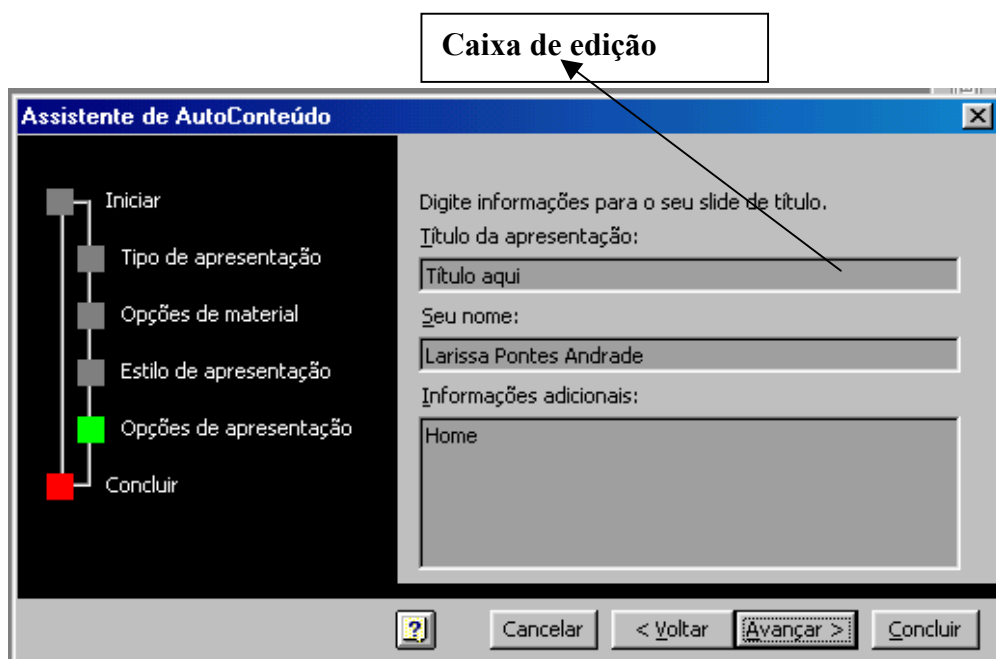 Caixa de edição
Assistente de AutoConteúdo
Iniciar
Tipo de apresentação
Opções de material
Estilo de apresentação
Opções de apresentação
Concluir
Digite informações para o seu slide de título.
Título da apresentação:
Título aqui
Seu nome:
Larissa Pontes Andrade
Informações adicionais:
Home
Cancelar
< Voltar
Avançar >
Concluir